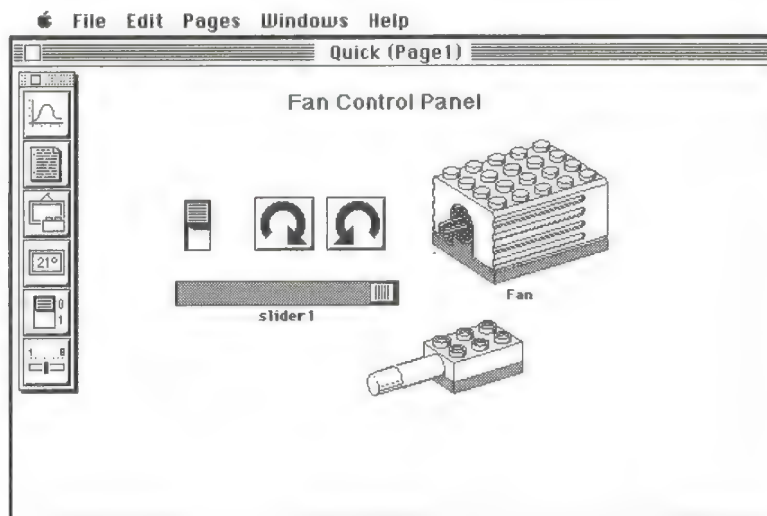 File Edit Pages Windows Help
Quick (Page1)
Fan Control Panel
21°
0
1
1 8
Fan
slider1